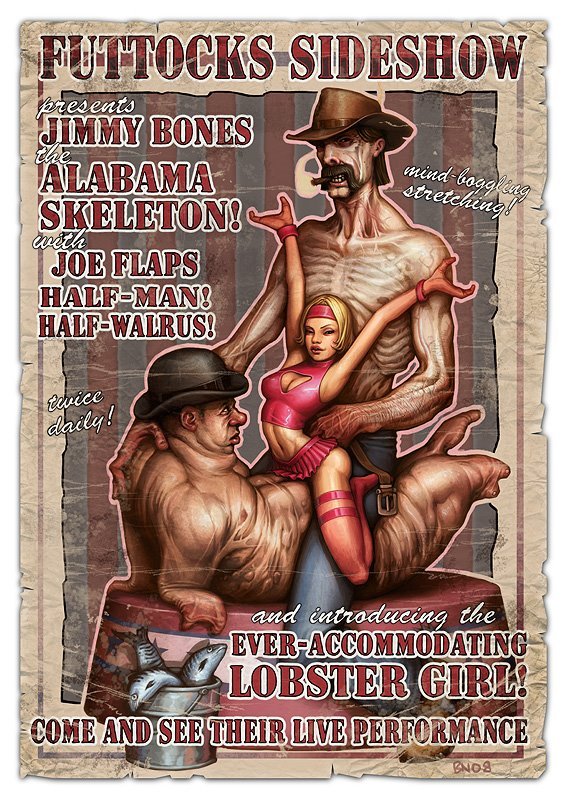 FUTTOCKS SIDESHOW
presents
JIMMY BONES
the
ALABAMA
SKELETON!
with
JOE FLAPS
HALF-MAN!
HALF-WALRUS!
mind-boggling
stretching!
twice
daily!
and introducing the
EVER-ACCOMMODATING
LOBSTER GIRL!
COME AND SEE THEIR LIVE PERFORMANCE